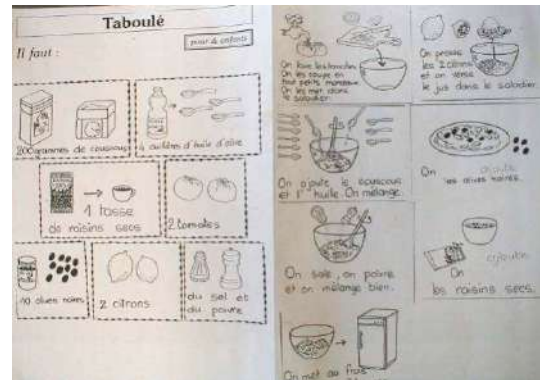 Taboulé
pour 4 enfants
Il faut :
200 grammes de couscous
4 cuillères d'huile d'olive
1 tasse
de raisins secs
2 tomates
10 olives noires
2 citrons
du sel et
du poivre
On lave les tomates.
On les coupe en
tout petits morceaux.
On les met dans
le saladier.
On presse
les 2 citrons
et on verse
le jus dans le saladier.
On ajoute le couscous
et l'huile. On mélange.
On ajoute
les olives noires.
On sale, on poivre
et on mélange bien.
ajoute
On
les raisins secs.
On met au frais